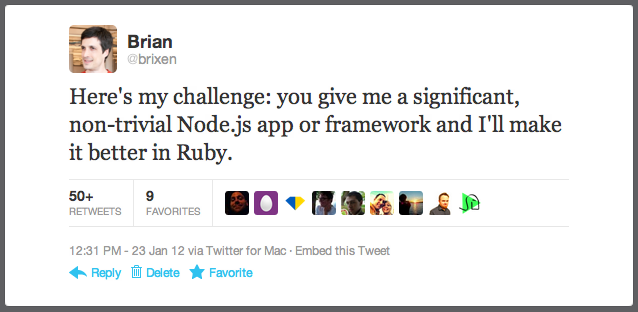 Brian
@brixen
Here's my challenge: you give me a significant,
non-trivial Node.js app or framework and I'll make
it better in Ruby.
50+ 9
RETWEETS FAVORITES
12:31 PM - 23 Jan 12 via Twitter for Mac · Embed this Tweet
Reply Delete Favorite